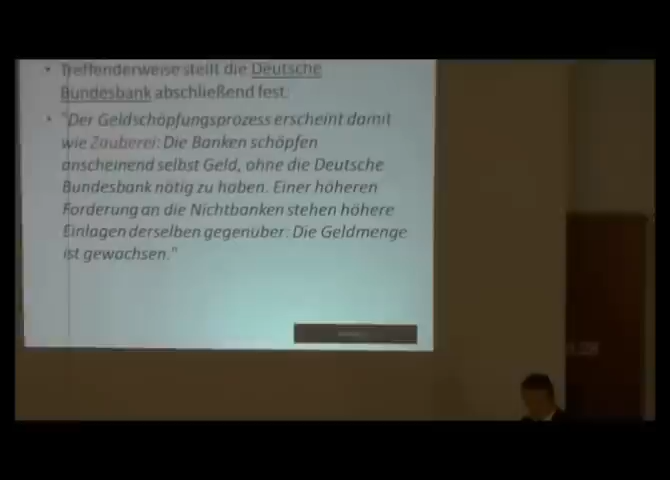 • Treffenderweise stellt die Deutsche
Bundesbank abschließend fest:
• "Der Geldschöpfungsprozess erscheint damit
wie Zauberei: Die Banken schöpfen
anscheinend selbst Geld, ohne die Deutsche
Bundesbank nötig zu haben. Einer höheren
Forderung an die Nichtbanken stehen höhere
Einlagen derselben gegenüber: Die Geldmenge
ist gewachsen."